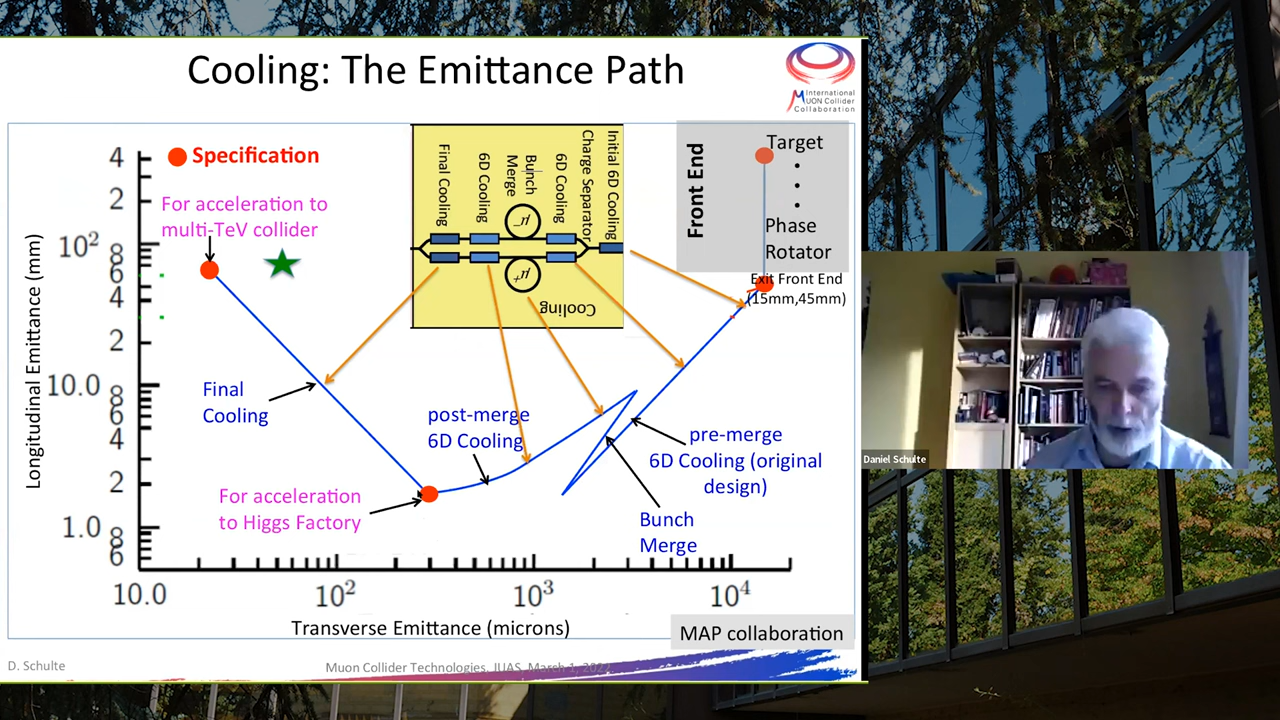 Cooling: The Emittance Path
International
MUON Collider
Collaboration
Specification
For acceleration to
multi-TeV collider
Final Cooling
6D Cooling
Bunch
Merge
6D Cooling
Charge Separator
Initial 6D Cooling
μ-
μ+
Cooling
Front End
Target
Phase
Rotator
Exit Front End
(15mm,45mm)
Longitudinal Emittance (mm)
4
2
10²
8
6
4
2
10.0
8
6
4
2
1.0
8
6
Final
Cooling
post-merge
6D Cooling
pre-merge
6D Cooling (original
design)
For acceleration
to Higgs Factory
Bunch
Merge
10.0
10²
10³
10⁴
Transverse Emittance (microns)
MAP collaboration
D. Schulte
Muon Collider Technologies, JUAS, March 1, 2022
Daniel Schulte